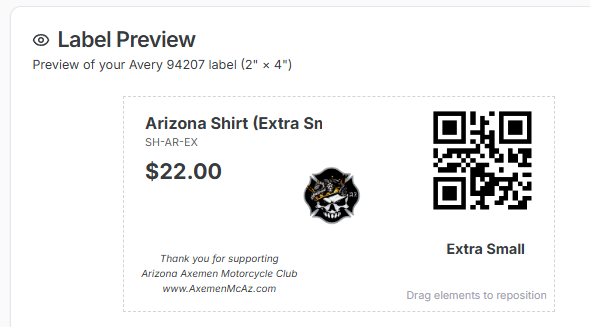 Label Preview
Preview of your Avery 94207 label (2" × 4")
Arizona Shirt (Extra Sm
SH-AR-EX
$22.00
Extra Small
Thank you for supporting
Arizona Axemen Motorcycle Club
www.AxemenMcAz.com
Drag elements to reposition